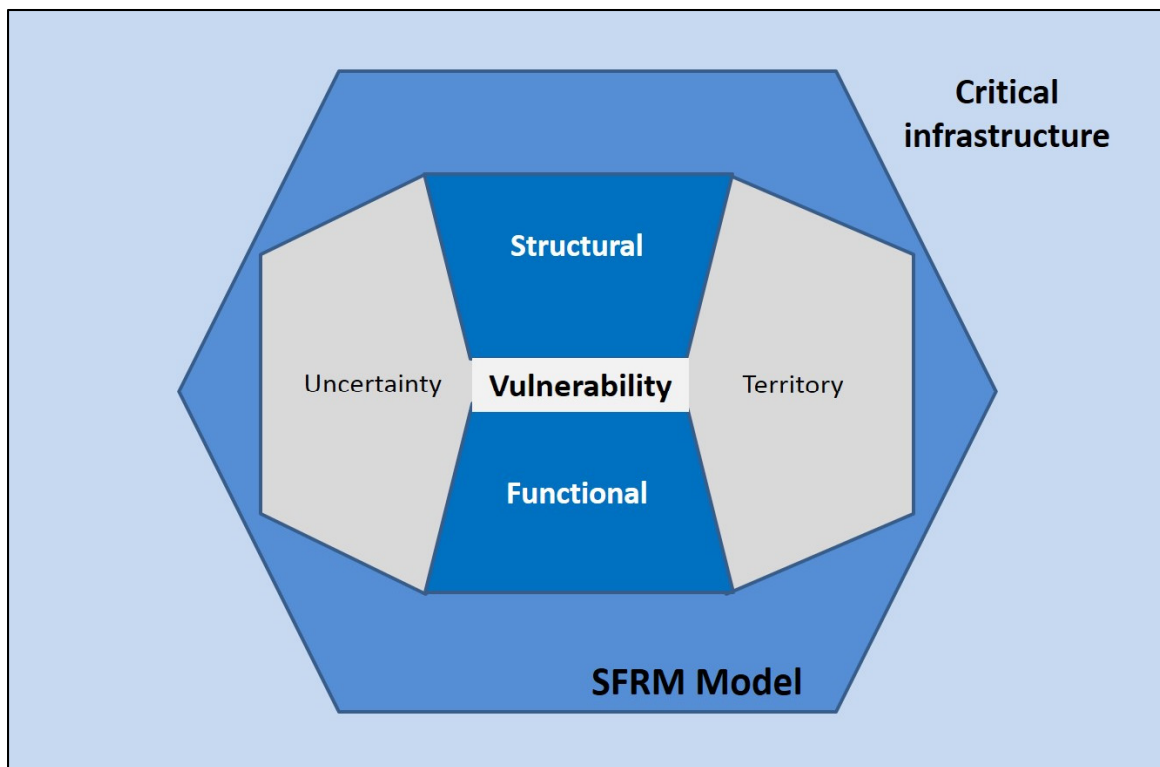 Critical
infrastructure
Structural
Uncertainty
Vulnerability
Territory
Functional
SFRM Model